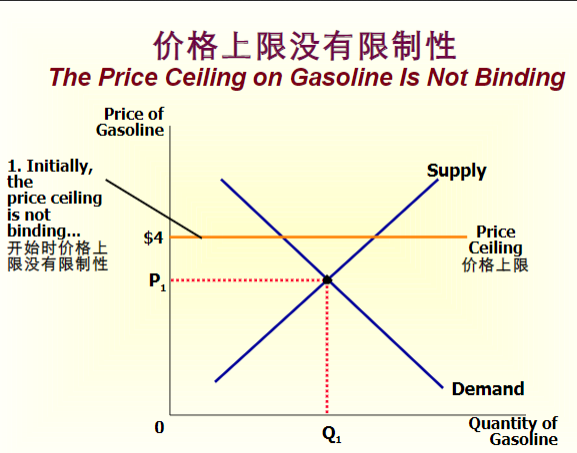 价格上限没有限制性
The Price Ceiling on Gasoline Is Not Binding
Price of
Gasoline
1. Initially,
the
price ceiling
is not
binding...
开始时价格上
限没有限制性
Supply
$4
Price
Ceiling
价格上限
P1
Demand
0
Q1
Quantity of
Gasoline